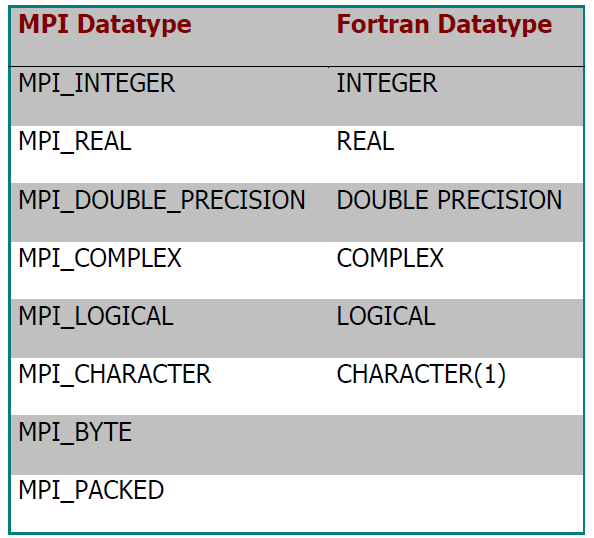 MPI Datatype Fortran Datatype
MPI_INTEGER INTEGER
MPI_REAL REAL
MPI_DOUBLE_PRECISION DOUBLE PRECISION
MPI_COMPLEX COMPLEX
MPI_LOGICAL LOGICAL
MPI_CHARACTER CHARACTER(1)
MPI_BYTE
MPI_PACKED